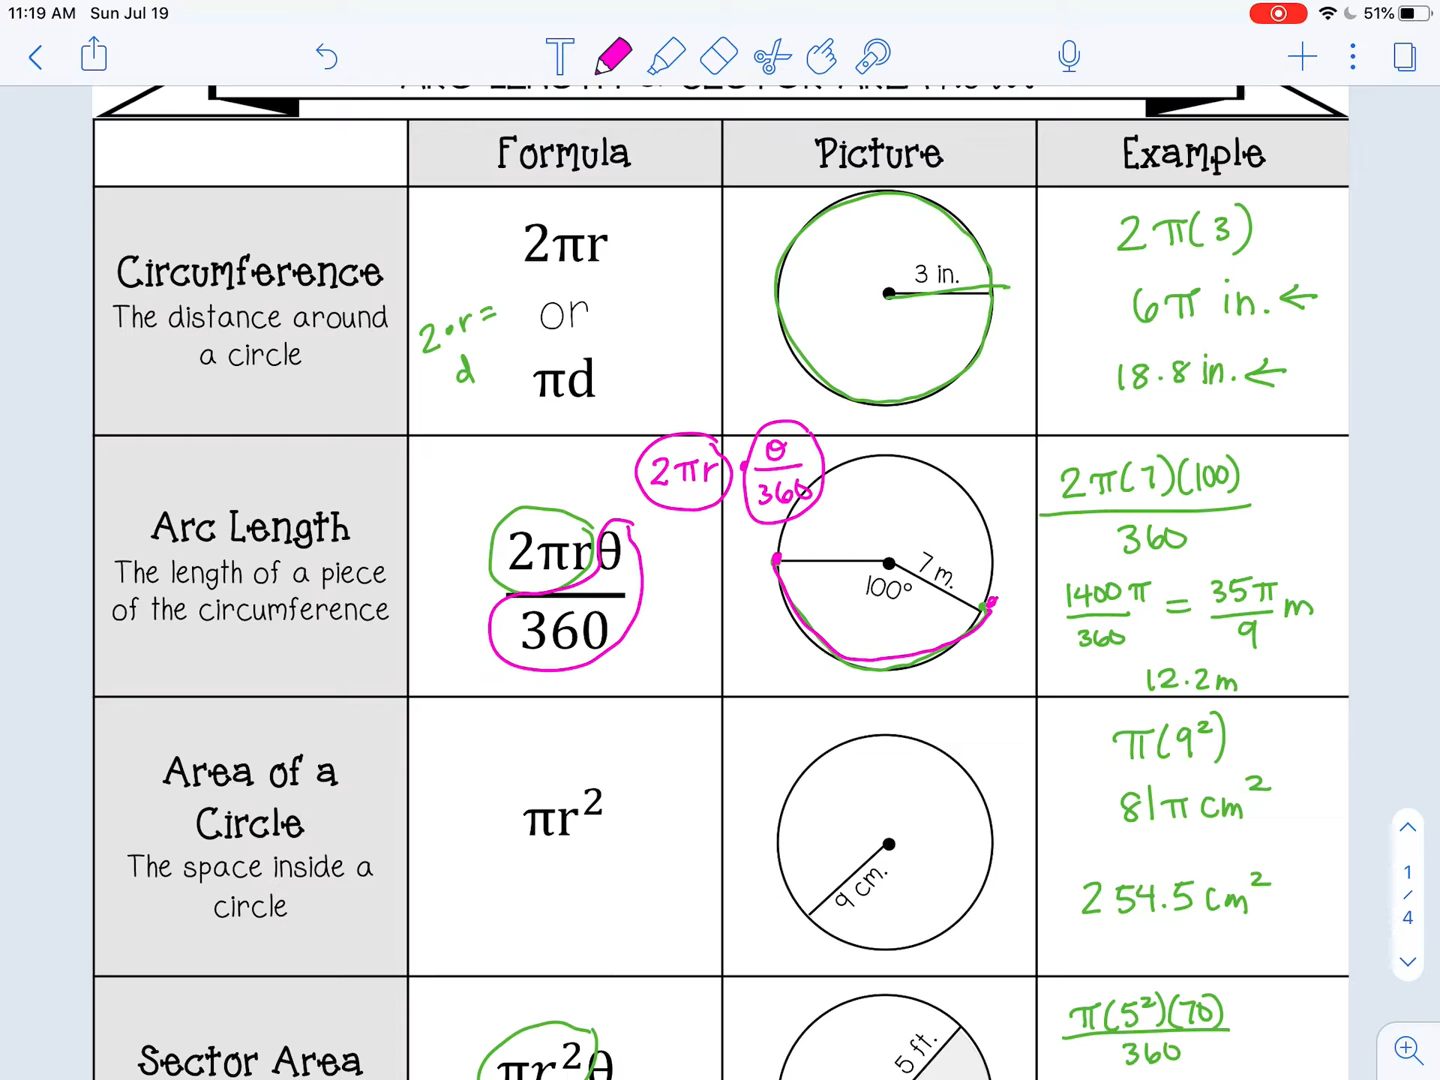 11:19 AM Sun Jul 19
51%
Formula
Picture
Example
Circumference
The distance around
a circle
2πr
or
πd
2•r=
d
3 in.
2π(3)
6π in.←
18.8 in.←
Arc Length
The length of a piece
of the circumference
2πrθ
360
2πr • θ
360
7 m.
100°
2π(7)(100)
360
1400π = 35π m
360 9
12.2m
Area of a
Circle
The space inside a
circle
πr²
9 cm.
π(9²)
81π cm²
254.5 cm²
Sector Area
πr²θ
5 ft.
π(5²)(70)
360
1
/
4